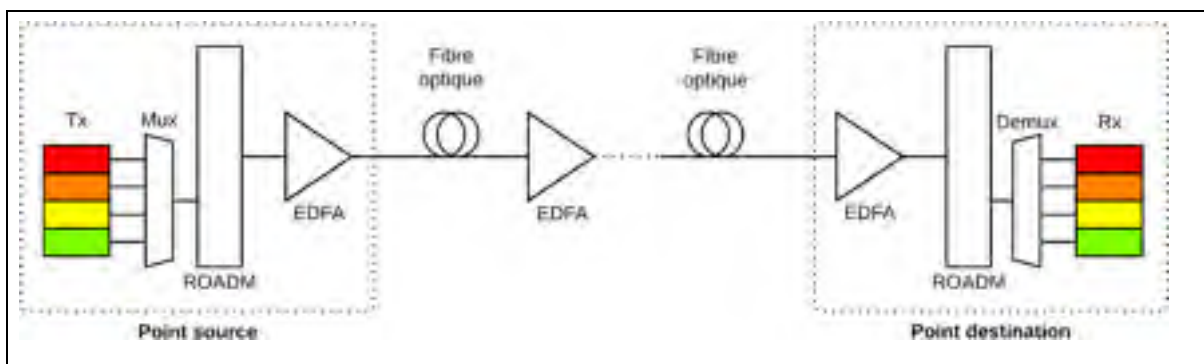 Fibre
optique
Fibre
optique
Tx
Mux
Demux
Rx
EDFA
EDFA
EDFA
ROADM
ROADM
Point source
Point destination